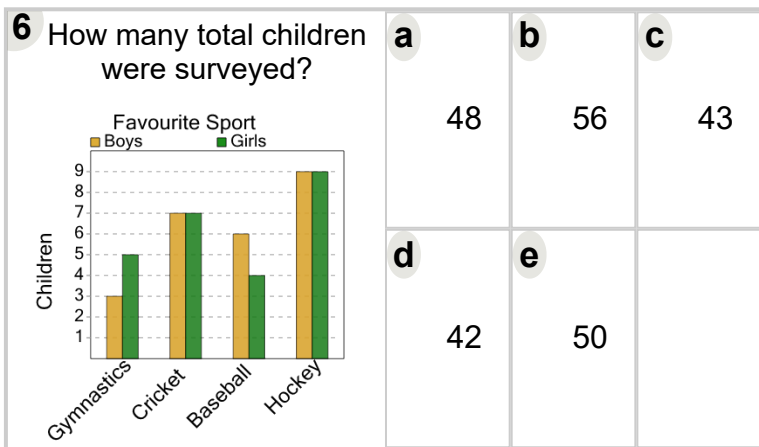 6 How many total children
were surveyed?
Favourite Sport
Boys Girls
9
8
7
6
5
4
3
2
1
Children
Gymnastics
Cricket
Baseball
Hockey
a
48
b
56
c
43
d
42
e
50